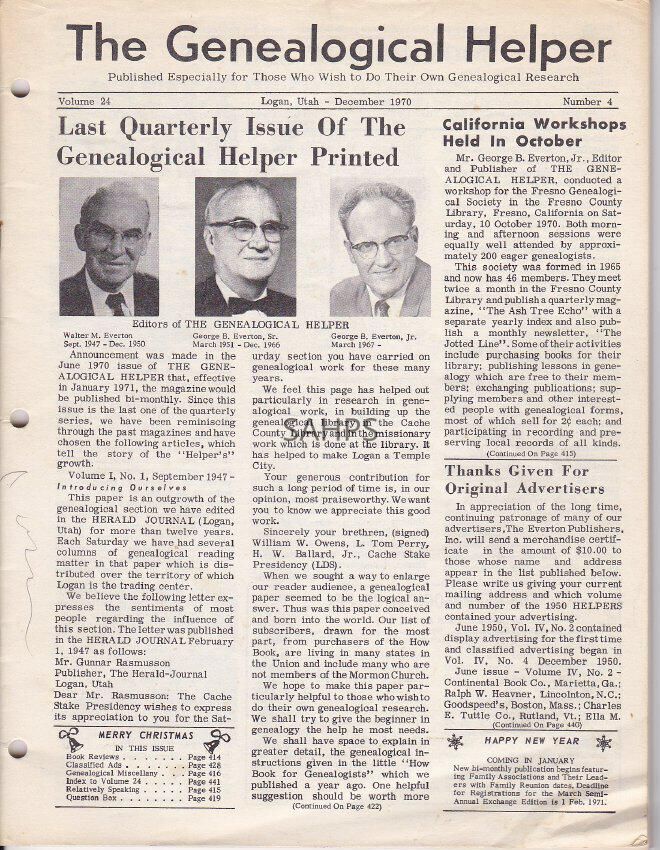 The Genealogical Helper
Published Especially for Those Who Wish to Do Their Own Genealogical Research
Volume 24
Logan, Utah - December 1970
Number 4
Last Quarterly Issue Of The
Genealogical Helper Printed
Editors of THE GENEALOGICAL HELPER
Walter M. Everton
Sept. 1947 - Dec. 1950
George B. Everton, Sr.
March 1951 - Dec. 1966
George B. Everton, Jr.
March 1967 -
Announcement was made in the
June 1970 issue of THE GENE-
ALOGICAL HELPER that, effective
in January 1971, the magazine would
be published bi-monthly. Since this
issue is the last one of the quarterly
series, we have been reminiscing
through the past magazines and have
chosen the following articles, which
tell the story of the "Helper's"
growth.
Volume I, No. 1, September 1947 -
Introducing Ourselves
This paper is an outgrowth of the
genealogical section we have edited
in the HERALD JOURNAL (Logan,
Utah) for more than twelve years.
Each Saturday we have had several
columns of genealogical reading
matter in that paper which is dis-
tributed over the territory of which
Logan is the trading center.
We believe the following letter ex-
presses the sentiments of most
people regarding the influence of
this section. The letter was published
in the HERALD JOURNAL February
1, 1947 as follows:
Mr. Gunnar Rasmusson
Publisher, The Herald-Journal
Logan, Utah
Dear Mr. Rasmusson: The Cache
Stake Presidency wishes to express
its appreciation to you for the Sat-
MERRY CHRISTMAS
IN THIS ISSUE
Book Reviews . . . . . . . Page 414
Classified Ads . . . . . . . Page 428
Genealogical Miscellany . . . Page 416
Index to Volume 24 . . . . . Page 441
Relatively Speaking . . . . . Page 415
Question Box . . . . . . . Page 419
urday section you have carried on
genealogical work for these many
years.
We feel this page has helped out
particularly in research in gene-
alogical work, in building up the
genealogical library of the Cache
County Library and in the missionary
work which is done at the library. It
has helped to make Logan a Temple
City.
Your generous contribution for
such a long period of time is, in our
opinion, most praiseworthy. We want
you to know we appreciate this good
work.
Sincerely your brethren, (signed)
William W. Owens, L. Tom Perry,
H. W. Ballard, Jr., Cache Stake
Presidency (LDS).
When we sought a way to enlarge
our reader audience, a genealogical
paper seemed to be the logical an-
swer. Thus was this paper conceived
and born into the world. Our list of
subscribers, drawn for the most
part, from purchasers of the How
Book, are living in many states in
the Union and include many who are
not members of the Mormon Church.
We hope to make this paper par-
ticularly helpful to those who wish to
do their own genealogical research.
We shall try to give the beginner in
genealogy the help he most needs.
We shall have space to explain in
greater detail, the genealogical in-
structions given in the little "How
Book for Genealogists" which we
published a year ago. One helpful
suggestion should be worth more
(Continued On Page 422)
SAHPS
California Workshops
Held In October
Mr. George B. Everton, Jr., Editor
and Publisher of THE GENE-
ALOGICAL HELPER, conducted a
workshop for the Fresno Genealogi-
cal Society in the Fresno County
Library, Fresno, California on Sat-
urday, 10 October 1970. Both morn-
ing and afternoon sessions were
equally well attended by approxi-
mately 200 eager genealogists.
This society was formed in 1965
and now has 46 members. They meet
twice a month in the Fresno County
Library and publish a quarterly mag-
azine, "The Ash Tree Echo" with a
separate yearly index and also pub-
lish a monthly newsletter, "The
Jotted Line". Some of their activities
include purchasing books for their
library; publishing lessons in gene-
alogy which are free to their mem-
bers; exchanging publications; sup-
plying members and other interest-
ed people with genealogical forms,
most of which sell for 2¢ each; and
participating in recording and pre-
serving local records of all kinds.
(Continued On Page 415)
Thanks Given For
Original Advertisers
In appreciation of the long time,
continuing patronage of many of our
advertisers, The Everton Publishers,
Inc. will send a merchandise certif-
icate in the amount of $10.00 to
those whose name and address
appear in the list published below.
Please write us giving your current
mailing address and which volume
and number of the 1950 HELPERS
contained your advertising.
June 1950, Vol. IV, No. 2 contained
display advertising for the first time
and classified advertising began in
Vol. IV, No. 4 December 1950.
June issue - Volume IV, No. 2 -
Continental Book Co., Marietta, Ga.;
Ralph W. Heavner, Lincolnton, N.C.;
Goodspeed's, Boston, Mass.; Charles
E. Tuttle Co., Rutland, Vt.; Ella M.
(Continued On Page 440)
HAPPY NEW YEAR
COMING IN JANUARY
New bi-monthly publication begins featur-
ing Family Associations and Their Lead-
ers with Family Reunion dates. Deadline
for Registrations for the March Semi-
Annual Exchange Edition is 1 Feb. 1971.